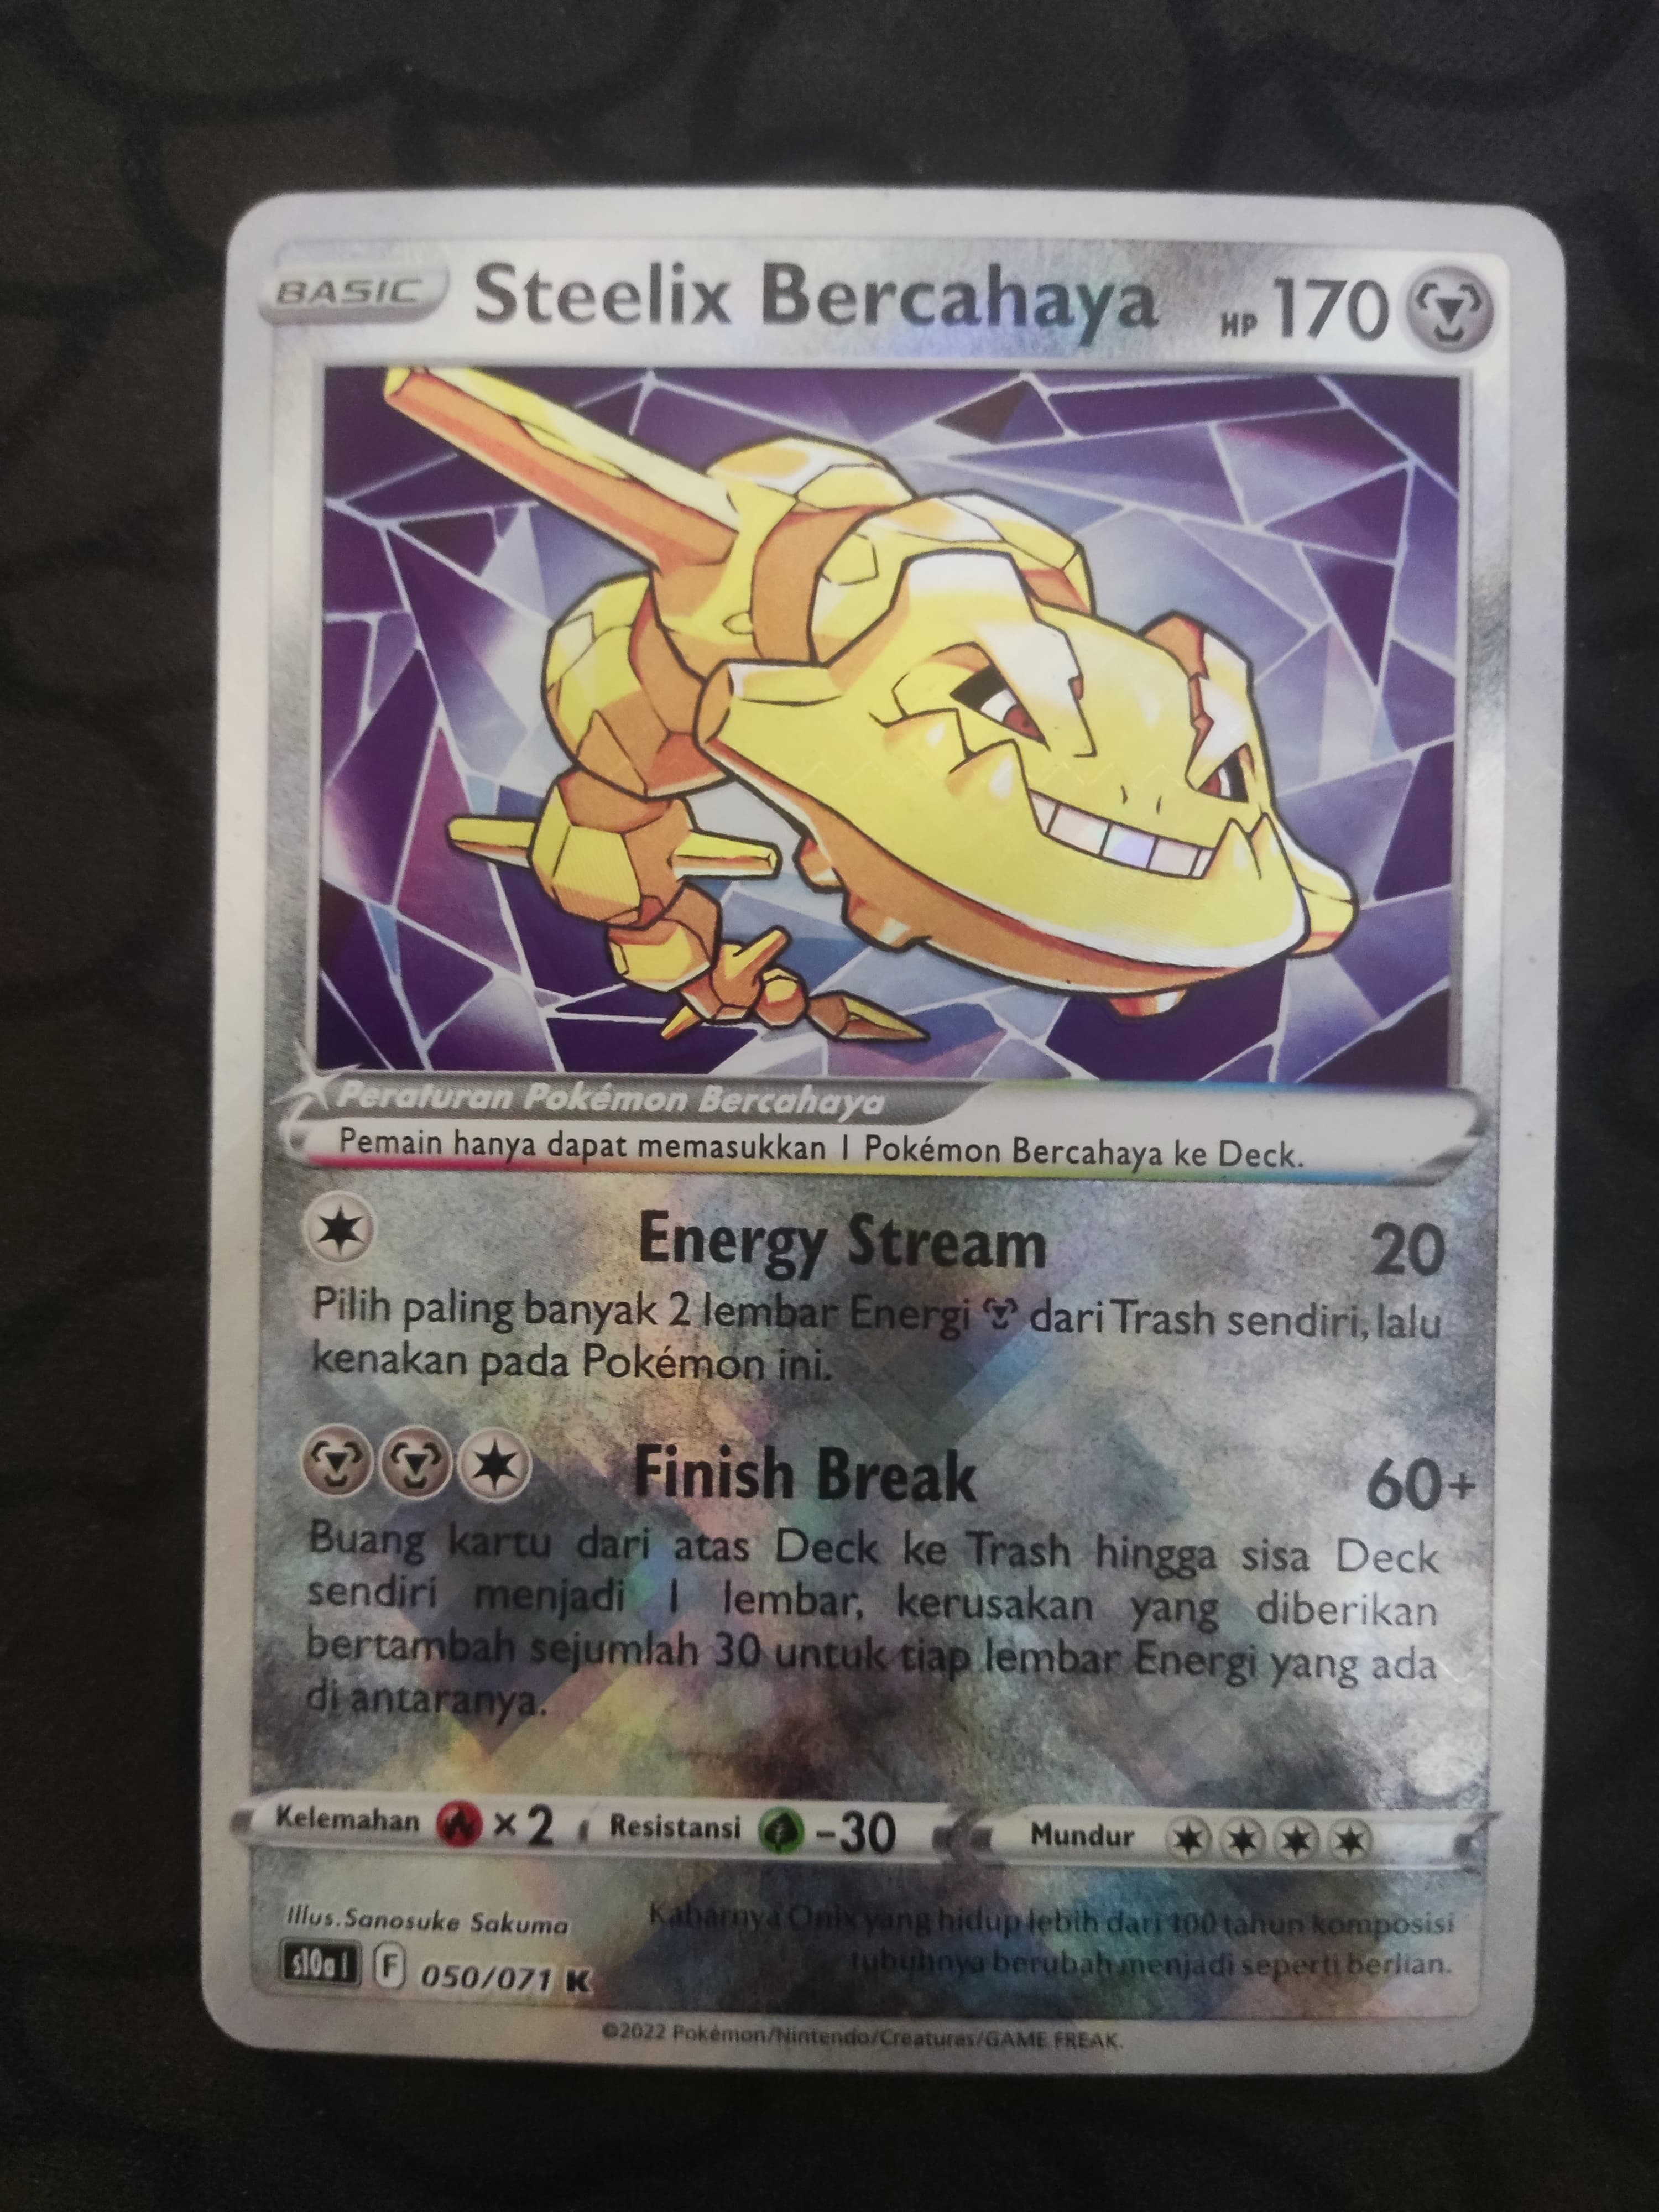 BASIC
Steelix Bercahaya
HP 170
Peraturan Pokémon Bercahaya
Pemain hanya dapat memasukkan 1 Pokémon Bercahaya ke Deck.
Energy Stream 20
Pilih paling banyak 2 lembar Energi dari Trash sendiri, lalu
kenakan pada Pokémon ini.
Finish Break 60+
Buang kartu dari atas Deck ke Trash hingga sisa Deck
sendiri menjadi 1 lembar, kerusakan yang diberikan
bertambah sejumlah 30 untuk tiap lembar Energi yang ada
di antaranya.
Kelemahan ×2 Resistansi -30 Mundur
Illus. Sanosuke Sakuma
Kabarnya Onix yang hidup lebih dari 100 tahun komposisi
tubuhnya berubah menjadi seperti berlian.
s10a I F 050/071 K
©2022 Pokémon/Nintendo/Creatures/GAME FREAK.